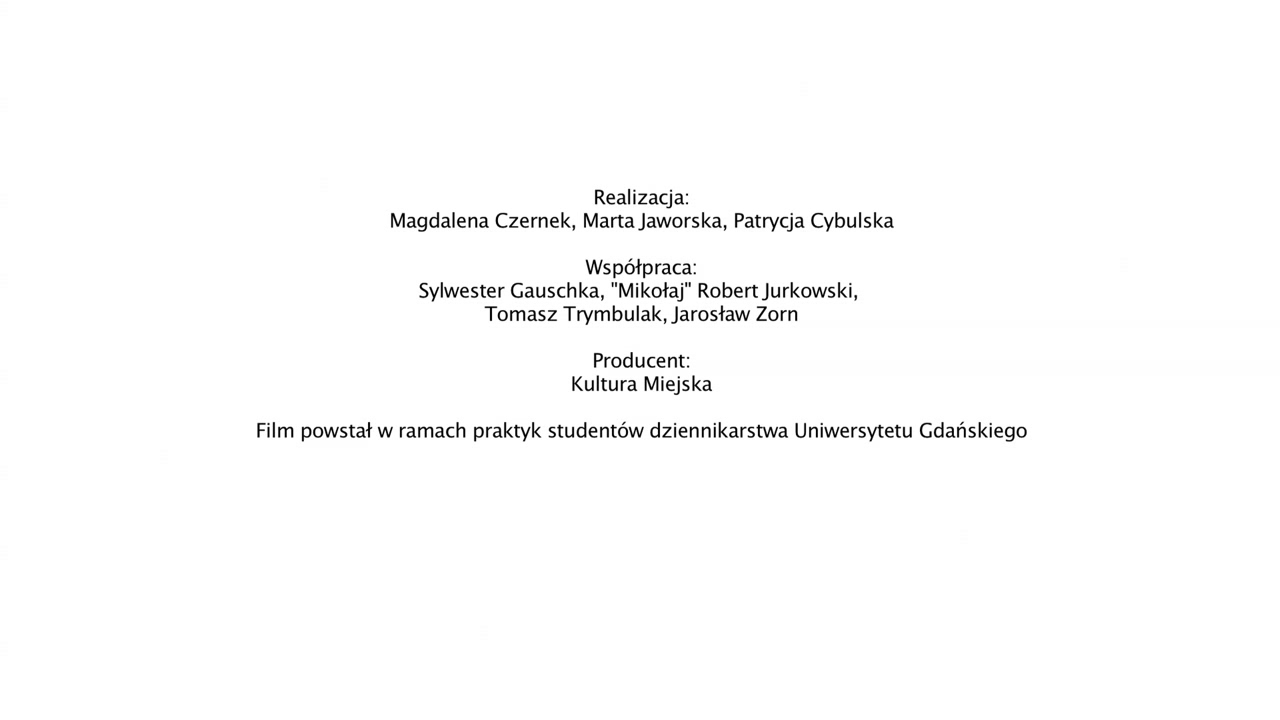 Realizacja:
Magdalena Czernek, Marta Jaworska, Patrycja Cybulska
Współpraca:
Sylwester Gauschka, "Mikołaj" Robert Jurkowski,
Tomasz Trymbulak, Jarosław Zorn
Producent:
Kultura Miejska
Film powstał w ramach praktyk studentów dziennikarstwa Uniwersytetu Gdańskiego